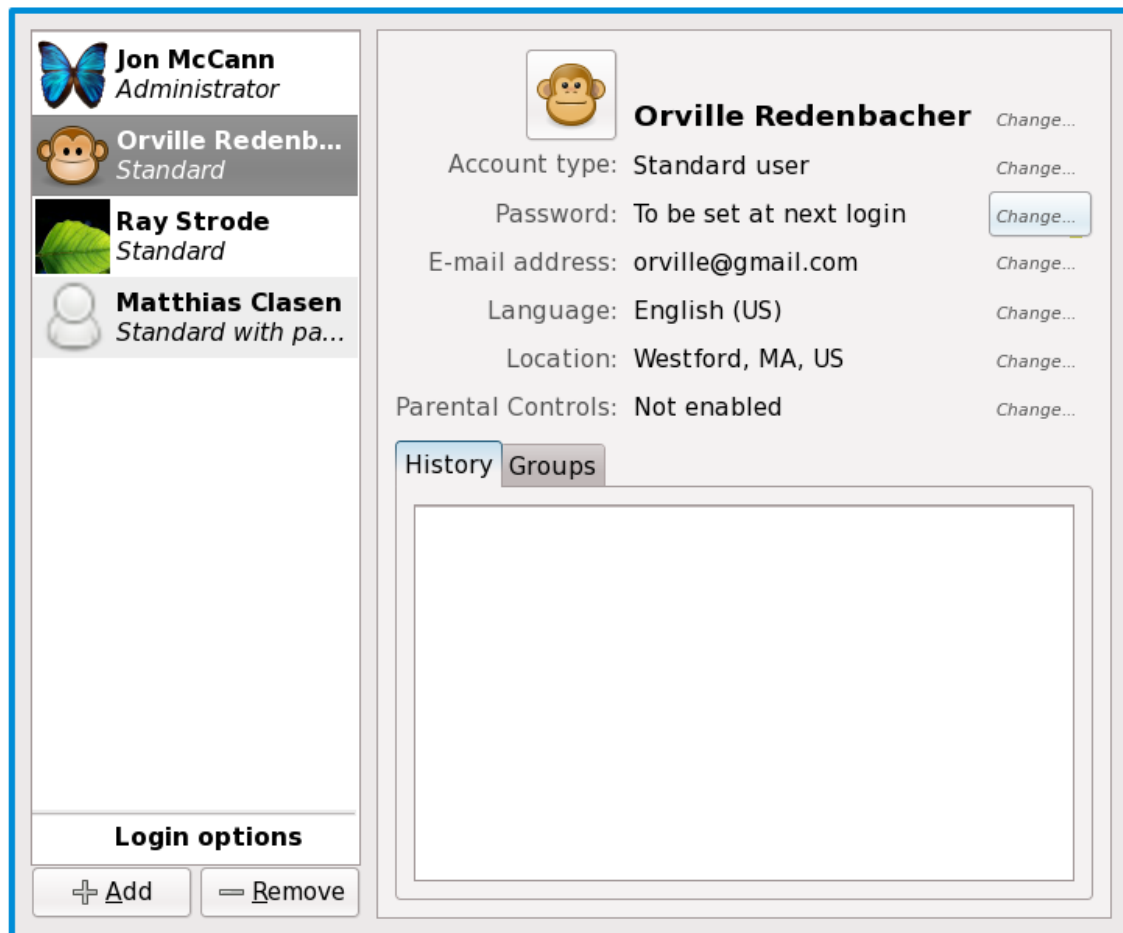 Jon McCann
Administrator
Orville Redenb...
Standard
Ray Strode
Standard
Matthias Clasen
Standard with pa...
Login options
Add
Remove
Orville Redenbacher Change...
Account type: Standard user Change...
Password: To be set at next login Change...
E-mail address: orville@gmail.com Change...
Language: English (US) Change...
Location: Westford, MA, US Change...
Parental Controls: Not enabled Change...
History Groups